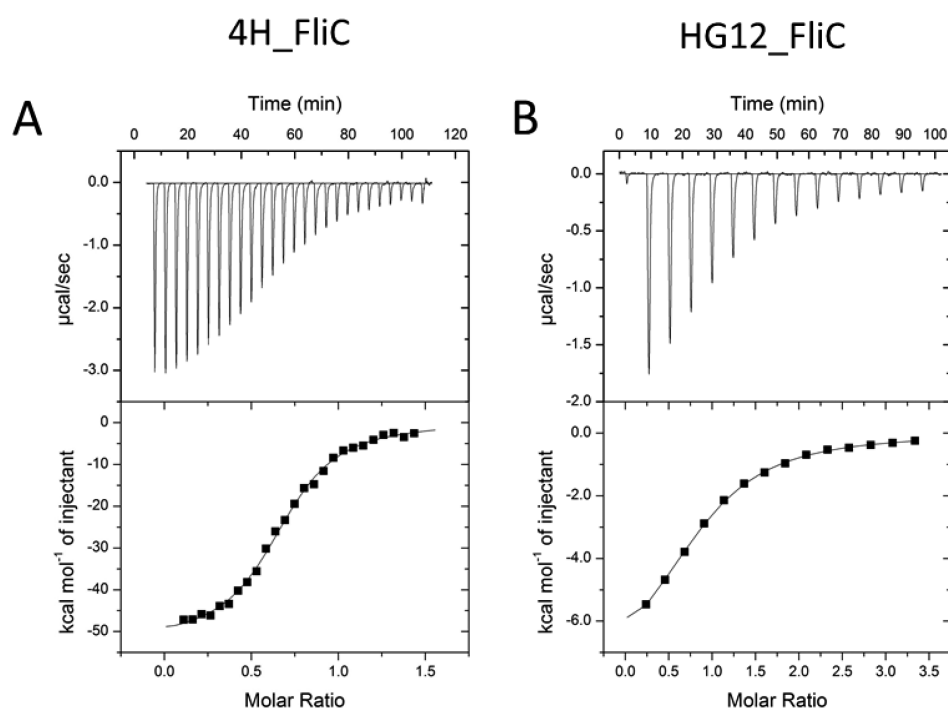 4H_FliC
HG12_FliC
A
Time (min)
0 20 40 60 80 100 120
0.0
-1.0
-2.0
-3.0
µcal/sec
0
-10
-20
-30
-40
-50
kcal mol⁻¹ of injectant
0.0 0.5 1.0 1.5
Molar Ratio
B
Time (min)
0 10 20 30 40 50 60 70 80 90 100
0.0
-0.5
-1.0
-1.5
-2.0
µcal/sec
0.0
-2.0
-4.0
-6.0
kcal mol⁻¹ of injectant
0.0 0.5 1.0 1.5 2.0 2.5 3.0 3.5
Molar Ratio